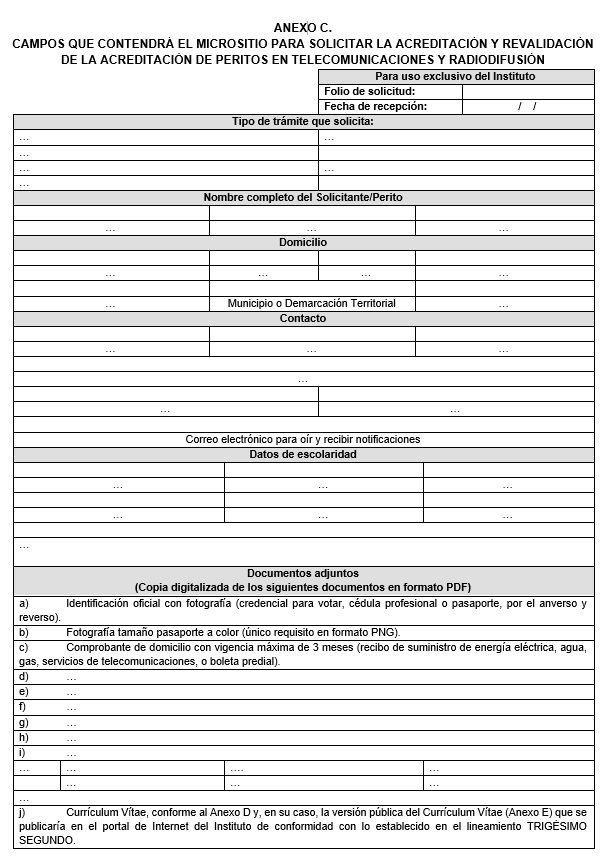 ANEXO C.
CAMPOS QUE CONTENDRÁ EL MICROSITIO PARA SOLICITAR LA ACREDITACIÓN Y REVALIDACIÓN
DE LA ACREDITACIÓN DE PERITOS EN TELECOMUNICACIONES Y RADIODIFUSIÓN
Para uso exclusivo del Instituto
Folio de solicitud:
Fecha de recepción: / /
Tipo de trámite que solicita:
... ...
...
... ...
...
Nombre completo del Solicitante/Perito
... ... ...
Domicilio
... ... ... ...
... Municipio o Demarcación Territorial ...
Contacto
... ... ...
...
... ...
Correo electrónico para oír y recibir notificaciones
Datos de escolaridad
... ... ...
... ... ...
...
Documentos adjuntos
(Copia digitalizada de los siguientes documentos en formato PDF)
a) Identificación oficial con fotografía (credencial para votar, cédula profesional o pasaporte, por el anverso y
reverso).
b) Fotografía tamaño pasaporte a color (único requisito en formato PNG).
c) Comprobante de domicilio con vigencia máxima de 3 meses (recibo de suministro de energía eléctrica, agua,
gas, servicios de telecomunicaciones, o boleta predial).
d) ...
e) ...
f) ...
g) ...
h) ...
i) ...
... ... .... ...
... ... ...
...
j) Currículum Vítae, conforme al Anexo D y, en su caso, la versión pública del Currículum Vítae (Anexo E) que se
publicaría en el portal de Internet del Instituto de conformidad con lo establecido en el lineamiento TRIGÉSIMO
SEGUNDO.